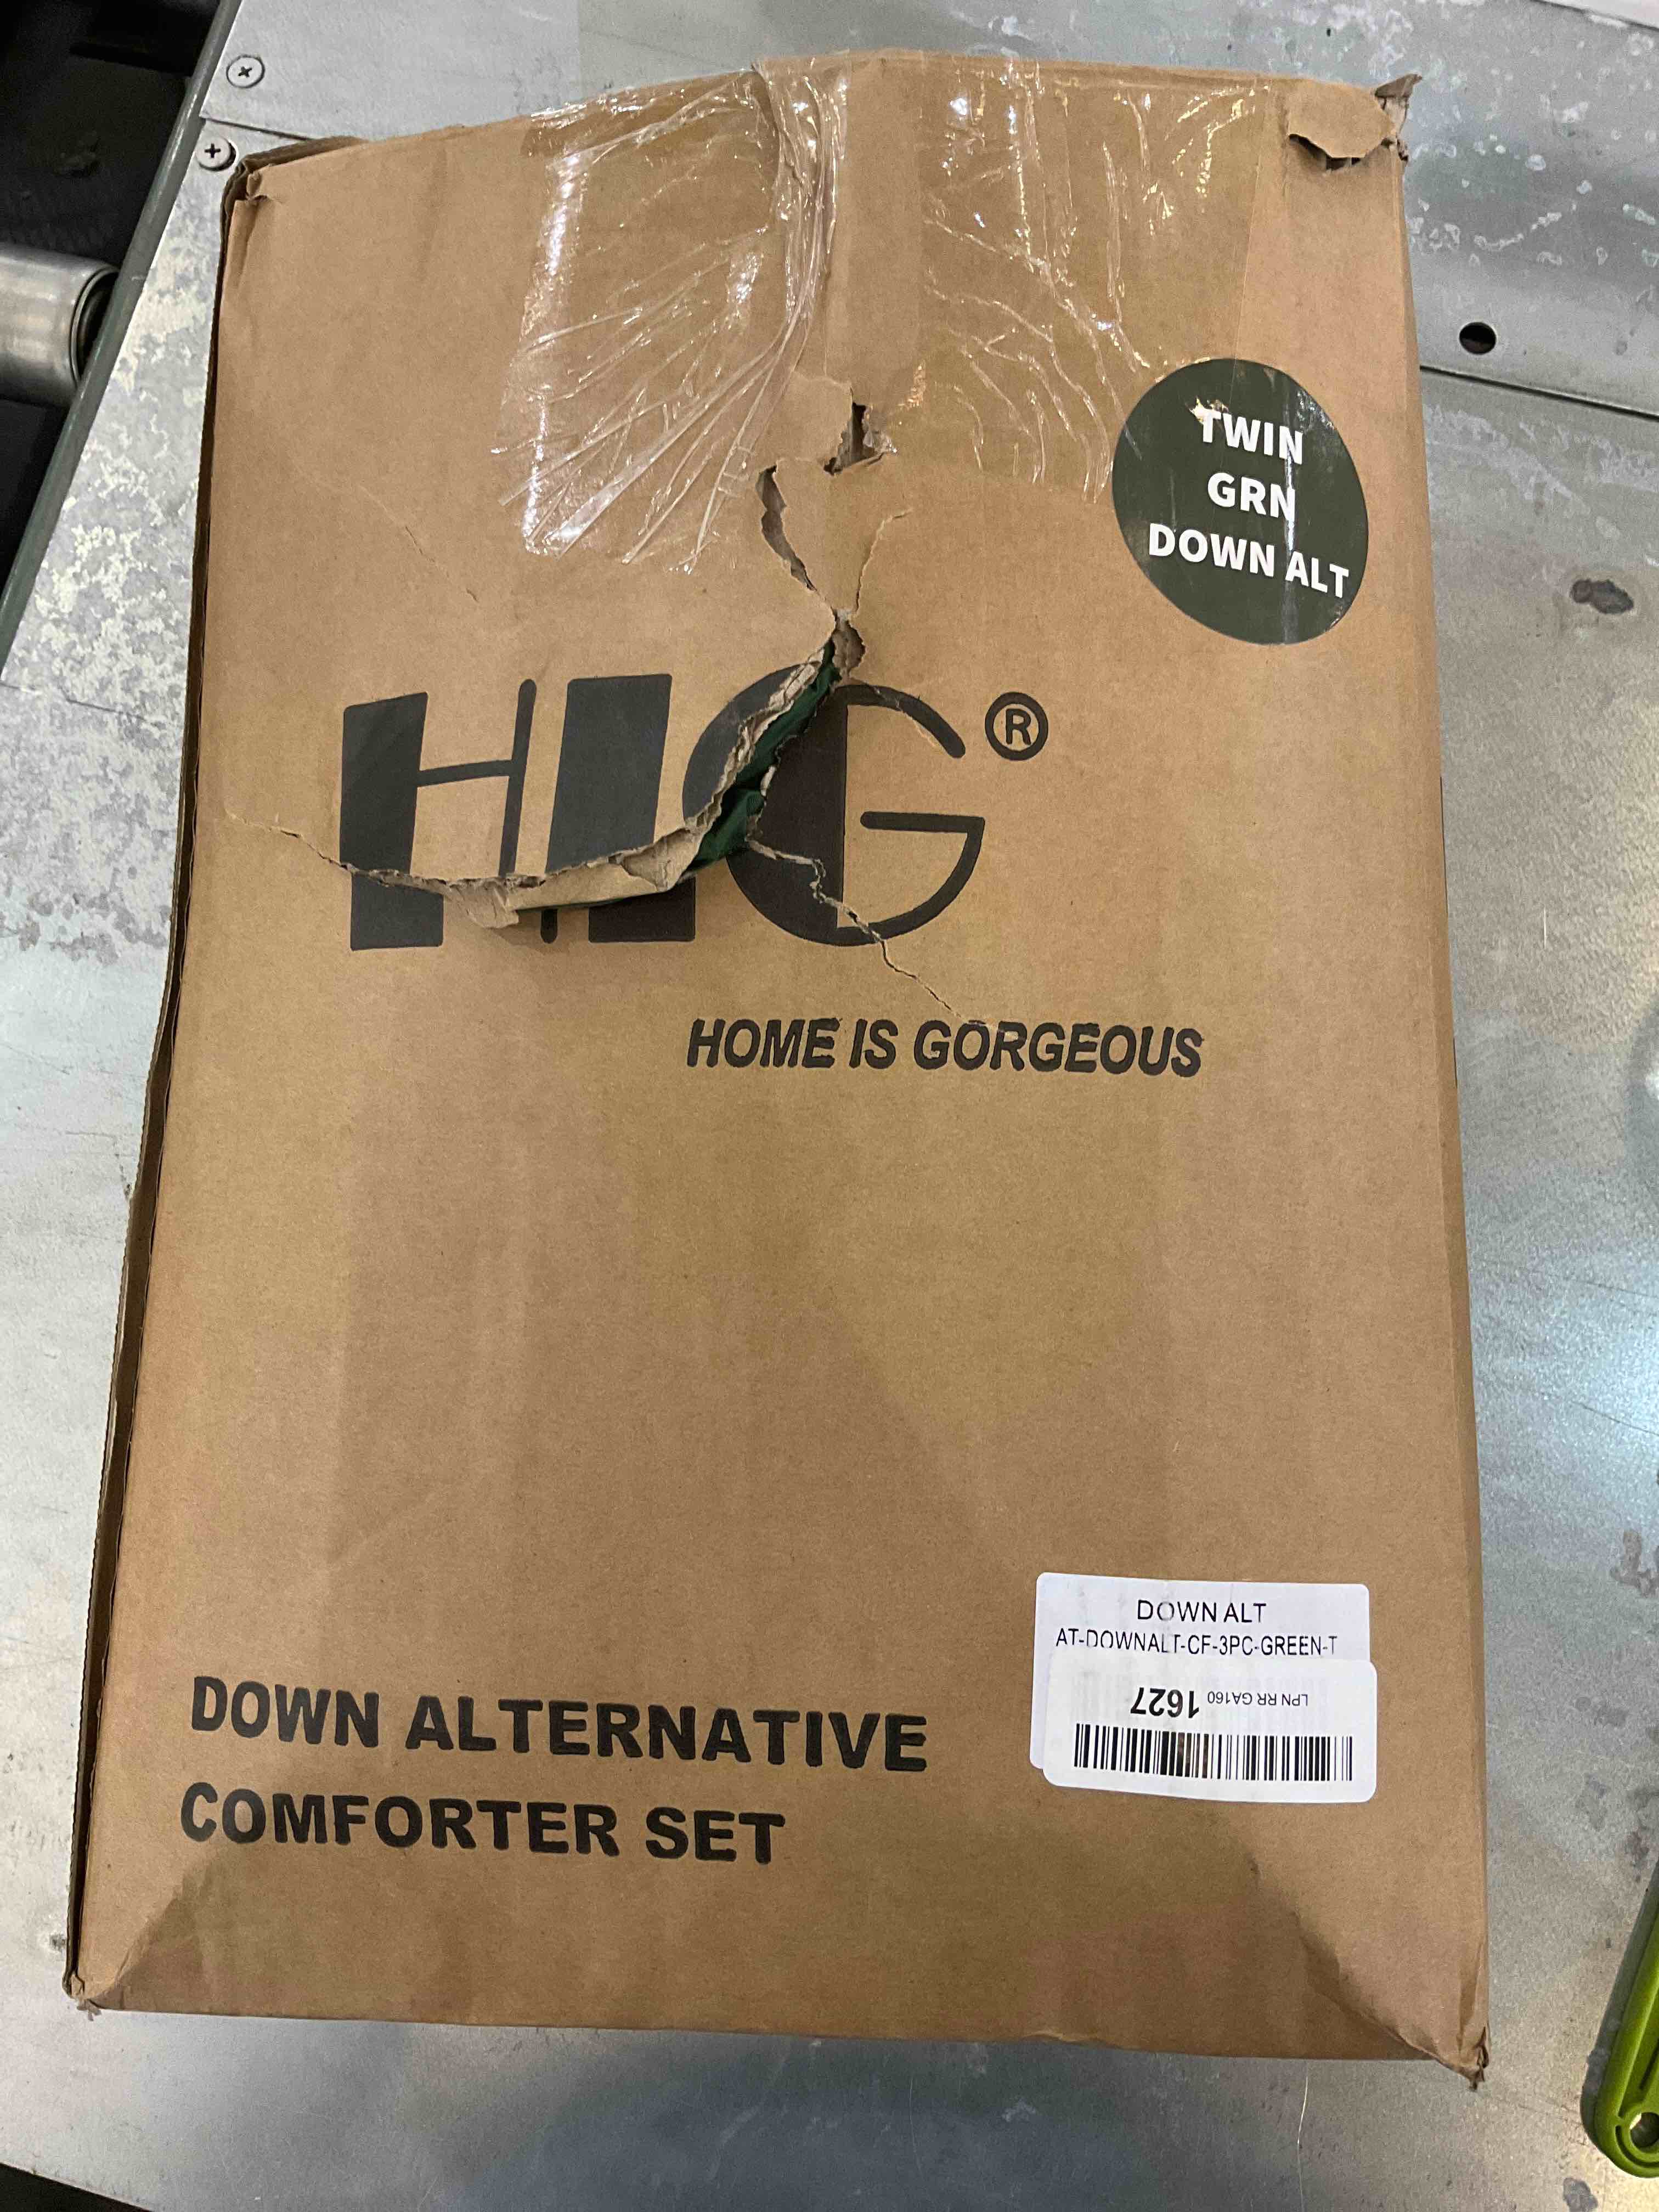 TWIN
GRN
DOWN ALT
HIG®
HOME IS GORGEOUS
DOWN ALT
AT-DOWNALT-CF-3PC-GREEN-T
LPN RR GA160 1627
DOWN ALTERNATIVE
COMFORTER SET